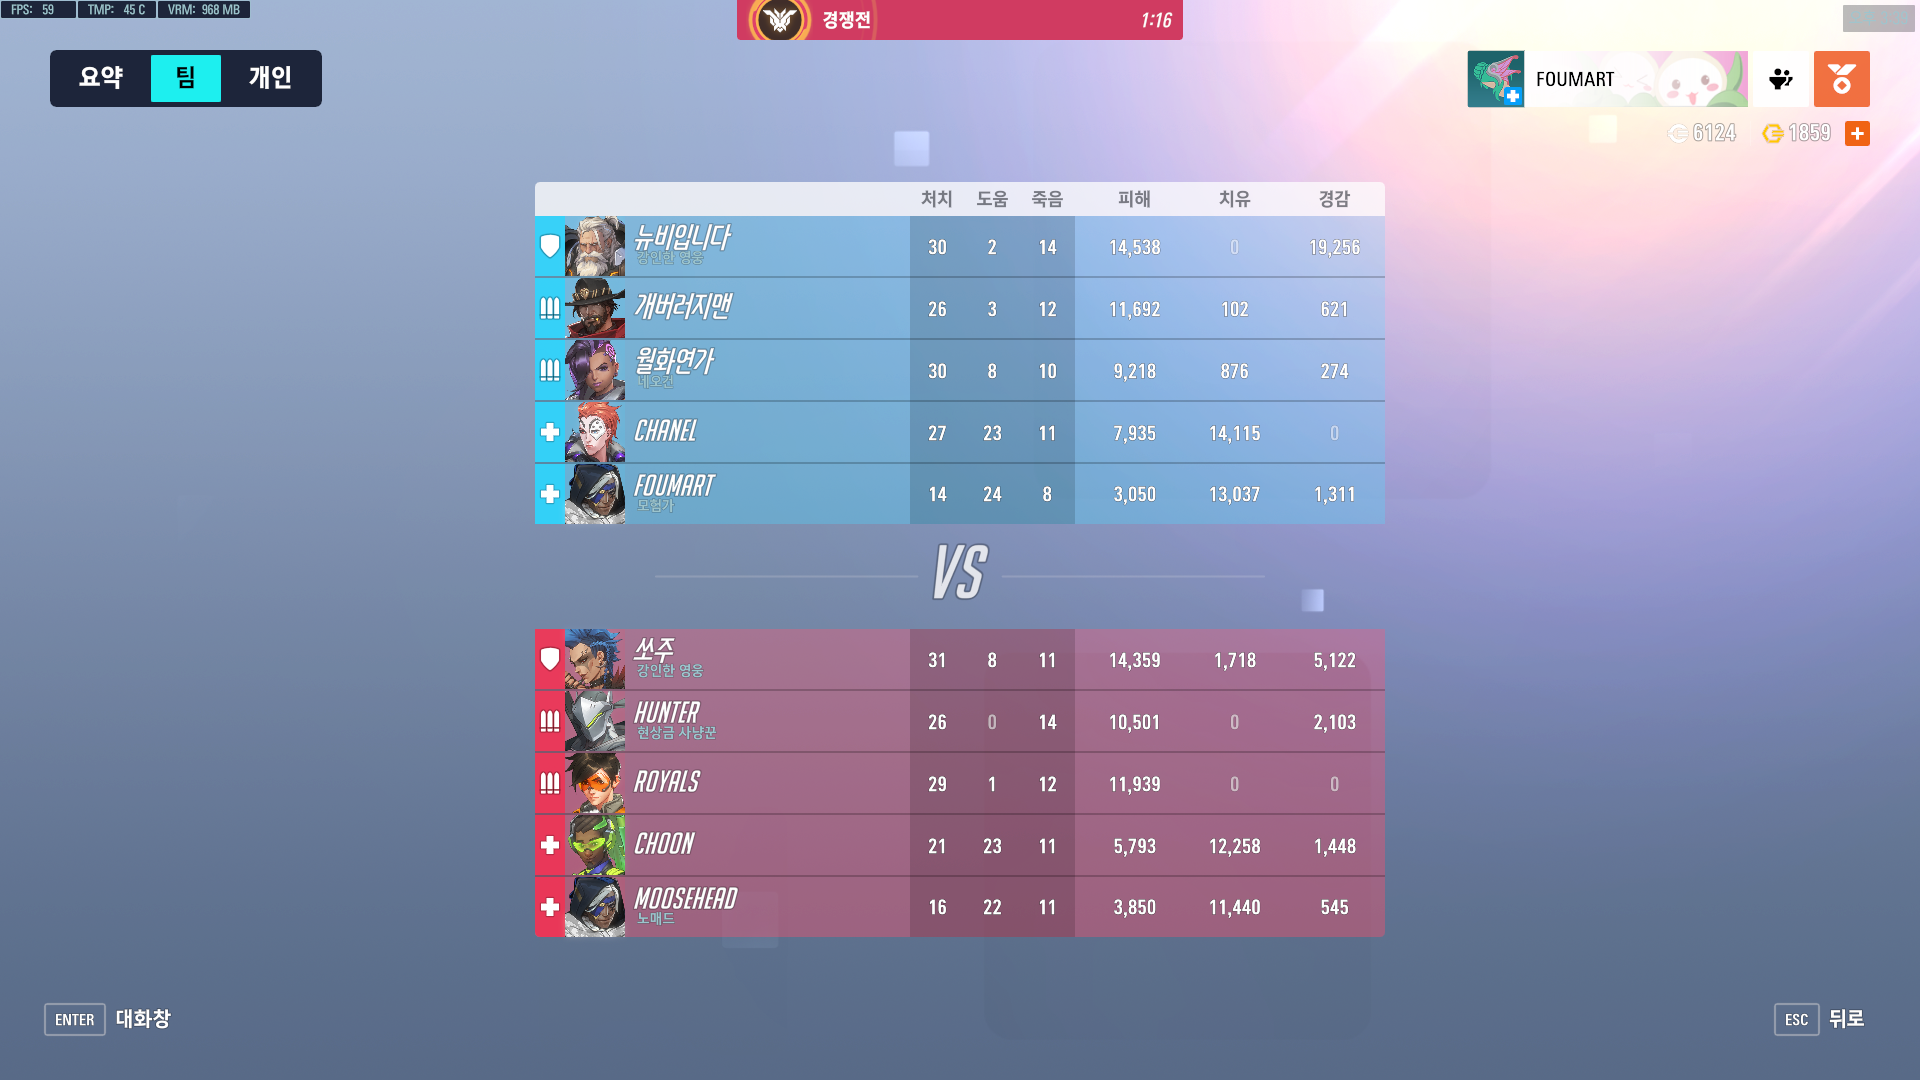 FPS: 59 TMP: 45 C VRM: 968 MB
경쟁전 1:16
요약 팀 개인
FOUMART
6124 1859 +
처치 도움 죽음 피해 치유 경감
뉴비입니다 30 2 14 14,538 0 19,256
강인한 영웅
개버러지맨 26 3 12 11,692 102 621
월화연가 30 8 10 9,218 876 274
네오전
CHANEL 27 23 11 7,935 14,115 0
FOUMART 14 24 8 3,050 13,037 1,311
모험가
VS
쏘주 31 8 11 14,359 1,718 5,122
강인한 영웅
HUNTER 26 0 14 10,501 0 2,103
현상금 사냥꾼
ROYALS 29 1 12 11,939 0 0
CHOON 21 23 11 5,793 12,258 1,448
MOOSEHEAD 16 22 11 3,850 11,440 545
노매드
ENTER 대화창
ESC 뒤로